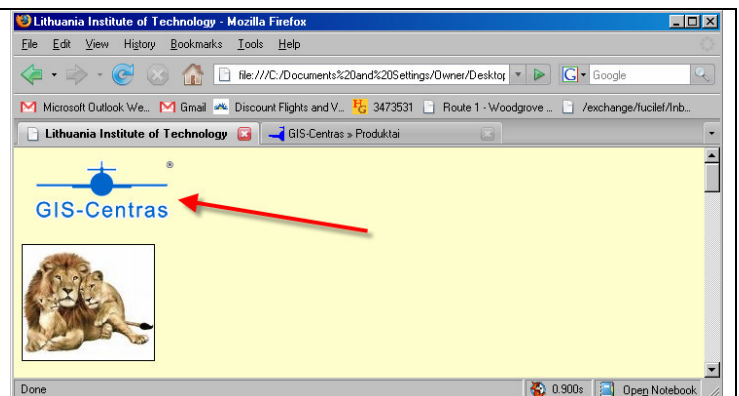 Lithuania Institute of Technology - Mozilla Firefox
File Edit View History Bookmarks Tools Help
file:///C:/Documents%20and%20Settings/Owner/Desktop G Google
Microsoft Outlook We... Gmail Discount Flights and V... HG 3473531 Route 1 - Woodgrove ... /exchange/fucilef/Inb...
Lithuania Institute of Technology GIS-Centras » Produktai
®
GIS-Centras
Done 0.900s Open Notebook